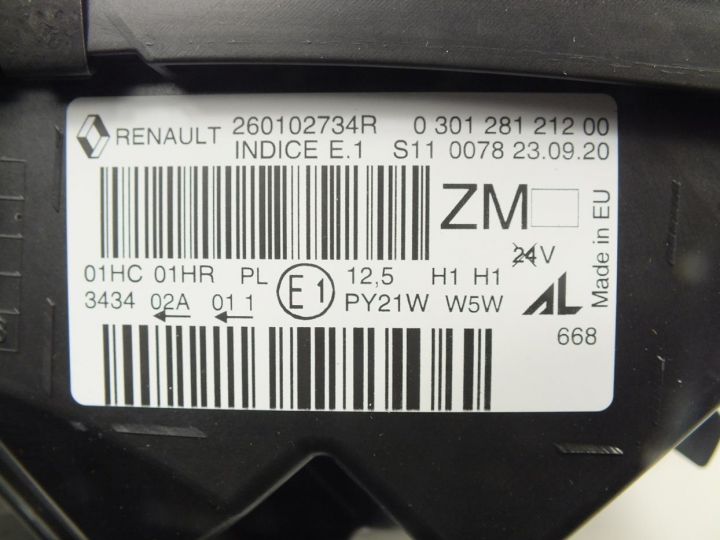 RENAULT 260102734R 0 301 281 212 00
INDICE E.1 S11 0078 23.09.20
ZM
24V
Made in EU
01HC 01HR PL E1 12,5 H1 H1
3434 02A 01 1 PY21W W5W AL
668